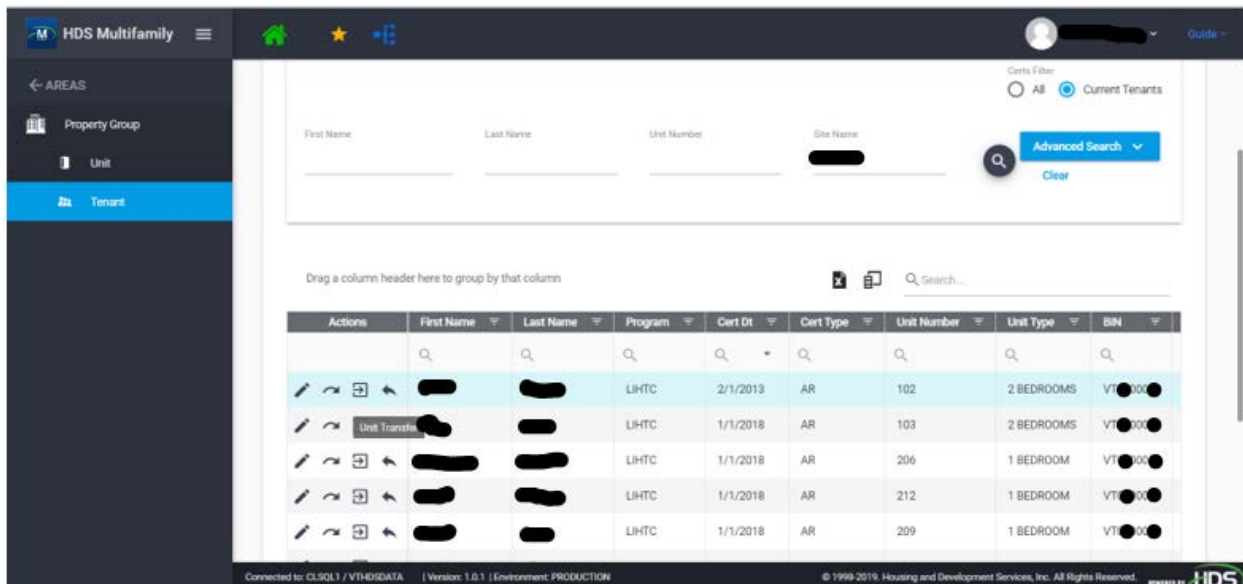 M HDS Multifamily
Guide
AREAS
Certs Filter
All Current Tenants
Property Group
First Name Last Name Unit Number Site Name
Advanced Search
Unit
Clear
Tenant
Drag a column header here to group by that column
Search...
Actions First Name Last Name Program Cert Dt Cert Type Unit Number Unit Type BIN
LIHTC 2/1/2013 AR 102 2 BEDROOMS
LIHTC 1/1/2018 AR 103 2 BEDROOMS
Unit
LIHTC 1/1/2018 AR 206 1 BEDROOM
LIHTC 1/1/2018 AR 212 1 BEDROOM
LIHTC 1/1/2018 AR 209 1 BEDROOM
Connected to: CLSQL1 / VTHDSDATA | Version: 1.0.1 | Environment: PRODUCTION © 1998-2019. Housing and Development Services, Inc. All Rights Reserved. POWERED BY HDS